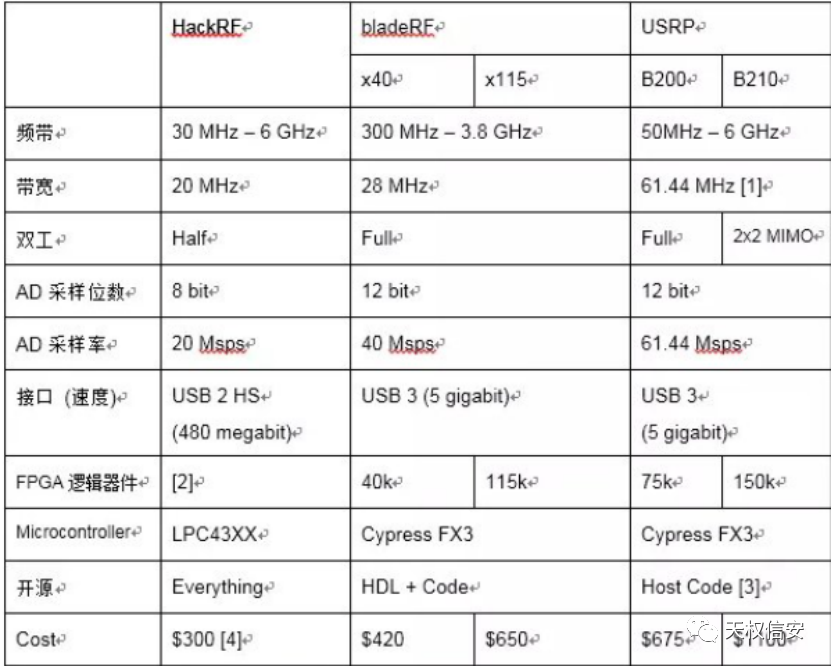 HackRF bladeRF USRP
x40 x115 B200 B210
频带 30 MHz – 6 GHz 300 MHz – 3.8 GHz 50MHz – 6 GHz
带宽 20 MHz 28 MHz 61.44 MHz [1]
双工 Half Full Full 2x2 MIMO
AD 采样位数 8 bit 12 bit 12 bit
AD 采样率 20 Msps 40 Msps 61.44 Msps
接口 (速度) USB 2 HS USB 3 (5 gigabit) USB 3
(480 megabit) (5 gigabit)
FPGA 逻辑器件 [2] 40k 115k 75k 150k
Microcontroller LPC43XX Cypress FX3 Cypress FX3
开源 Everything HDL + Code Host Code [3]
Cost $300 [4] $420 $650 $675 $1100
天权信安